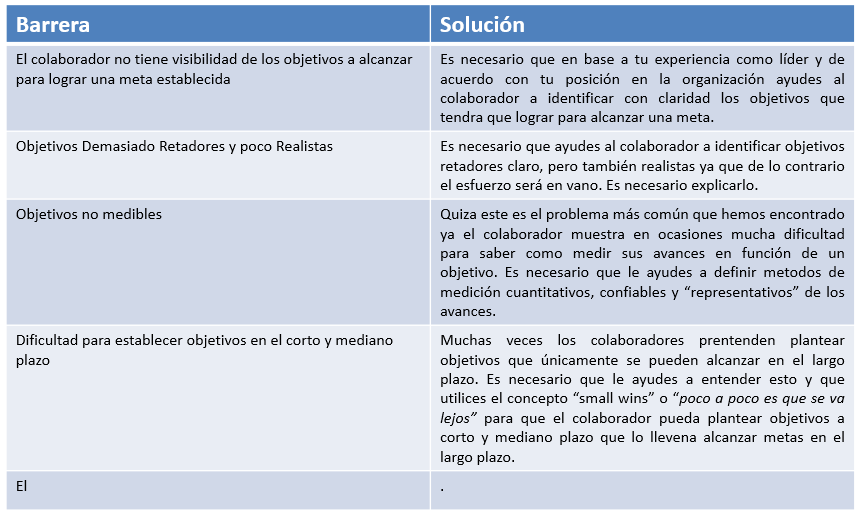 Barrera
Solución
El colaborador no tiene visibilidad de los objetivos a alcanzar
para lograr una meta establecida
Es necesario que en base a tu experiencia como líder y de
acuerdo con tu posición en la organización ayudes al
colaborador a identificar con claridad los objetivos que
tendra que lograr para alcanzar una meta.
Objetivos Demasiado Retadores y poco Realistas
Es necesario que ayudes al colaborador a identificar objetivos
retadores claro, pero también realistas ya que de lo contrario
el esfuerzo será en vano. Es necesario explicarlo.
Objetivos no medibles
Quiza este es el problema más común que hemos encontrado
ya el colaborador muestra en ocasiones mucha dificultad
para saber como medir sus avances en función de un
objetivo. Es necesario que le ayudes a definir metodos de
medición cuantitativos, confiables y “representativos” de los
avances.
Dificultad para establecer objetivos en el corto y mediano
plazo
Muchas veces los colaboradores prentenden plantear
objetivos que únicamente se pueden alcanzar en el largo
plazo. Es necesario que le ayudes a entender esto y que
utilices el concepto “small wins” o “poco a poco es que se va
lejos” para que el colaborador pueda plantear objetivos a
corto y mediano plazo que lo llevena alcanzar metas en el
largo plazo.
El
.